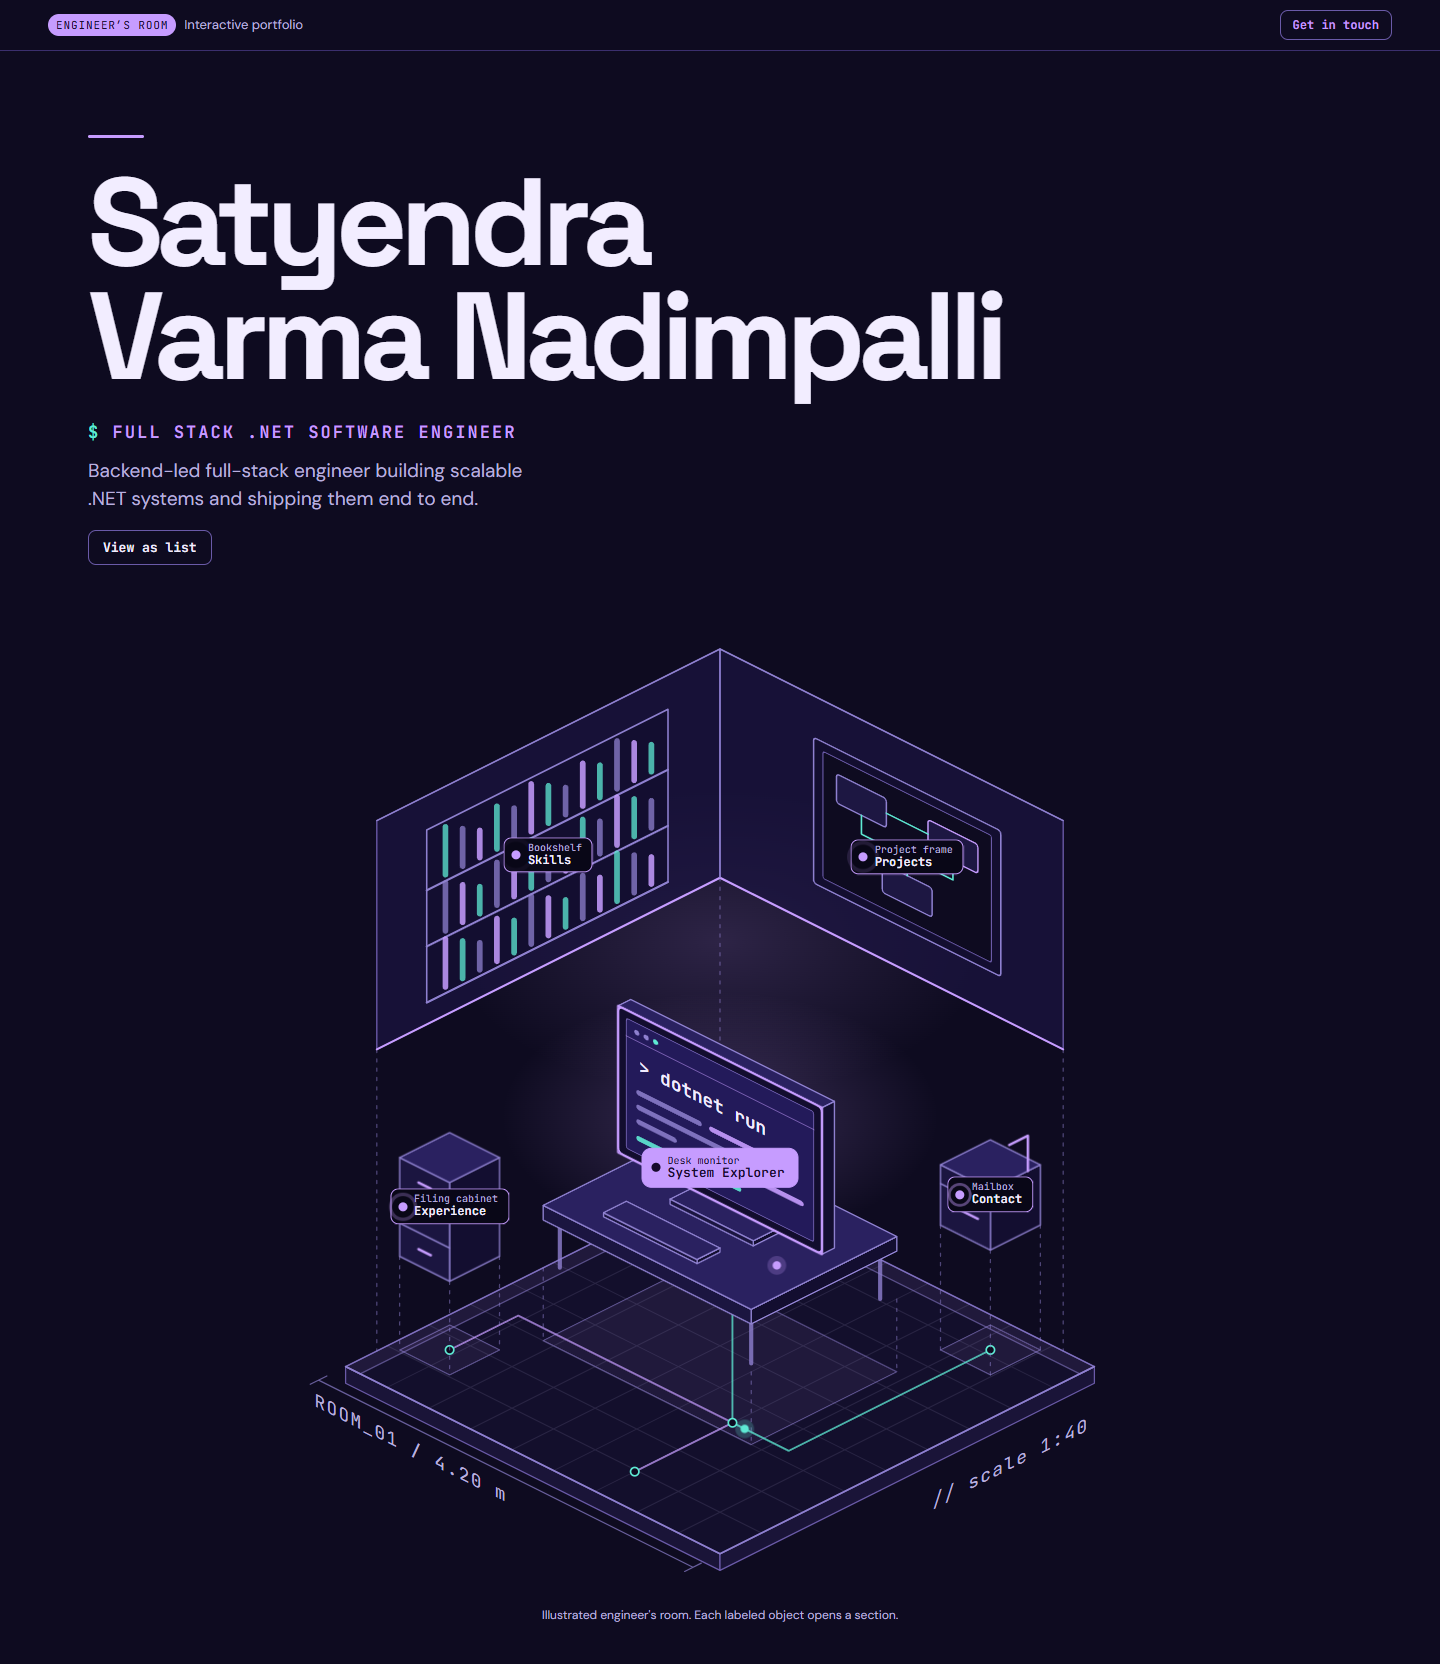 ENGINEER'S ROOM Interactive portfolio
Get in touch
Satyendra
Varma Nadimpalli
$ FULL STACK .NET SOFTWARE ENGINEER
Backend-led full-stack engineer building scalable
.NET systems and shipping them end to end.
View as list
Bookshelf
Skills
Project frame
Projects
> dotnet run
Desk monitor
System Explorer
Filing cabinet
Experience
Mailbox
Contact
ROOM_01 / 4.20 m
// scale 1:40
Illustrated engineer's room. Each labeled object opens a section.